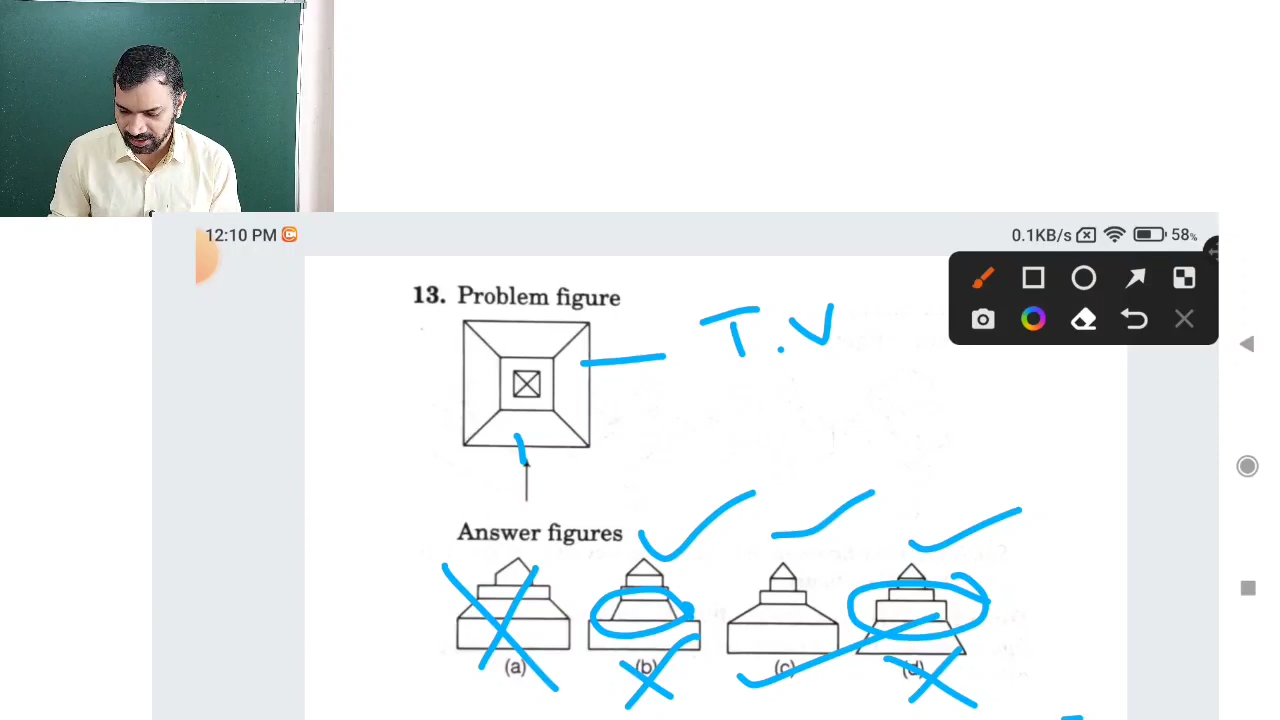 12:10 PM 0.1KB/s 58%
13. Problem figure
T.V
Answer figures
(a) (b) (c) (d)